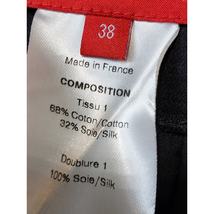 38
Made in France
COMPOSITION
Tissu 1
68% Coton/Cotton
32% Soie/Silk
Doublure 1
100% Soie/Silk